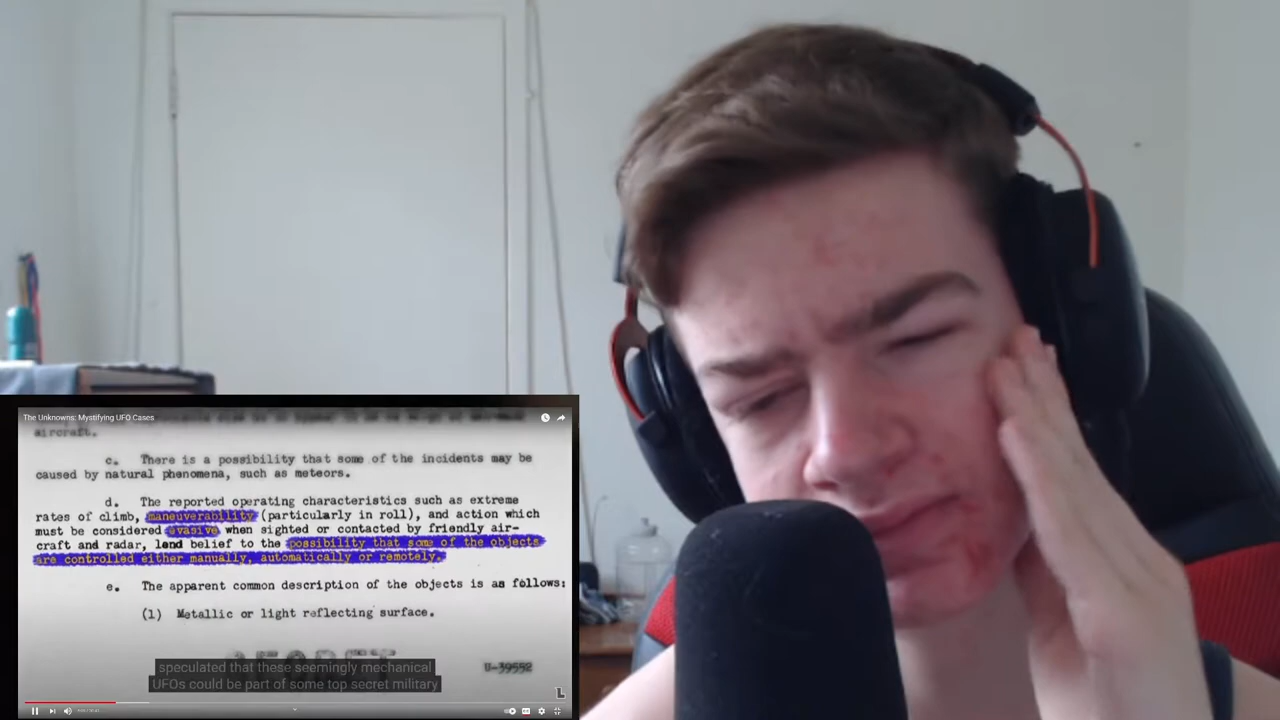 The Unknowns: Mystifying UFO Cases
aircraft.
c. There is a possibility that some of the incidents may be
caused by natural phenomena, such as meteors.
d. The reported operating characteristics such as extreme
rates of climb, maneuverability (particularly in roll), and action which
must be considered evasive when sighted or contacted by friendly air-
craft and radar, lend belief to the possibility that some of the objects
are controlled either manually, automatically or remotely.
e. The apparent common description of the objects is as follows:
(1) Metallic or light reflecting surface.
SECRET
U-39552
speculated that these seemingly mechanical
UFOs could be part of some top secret military